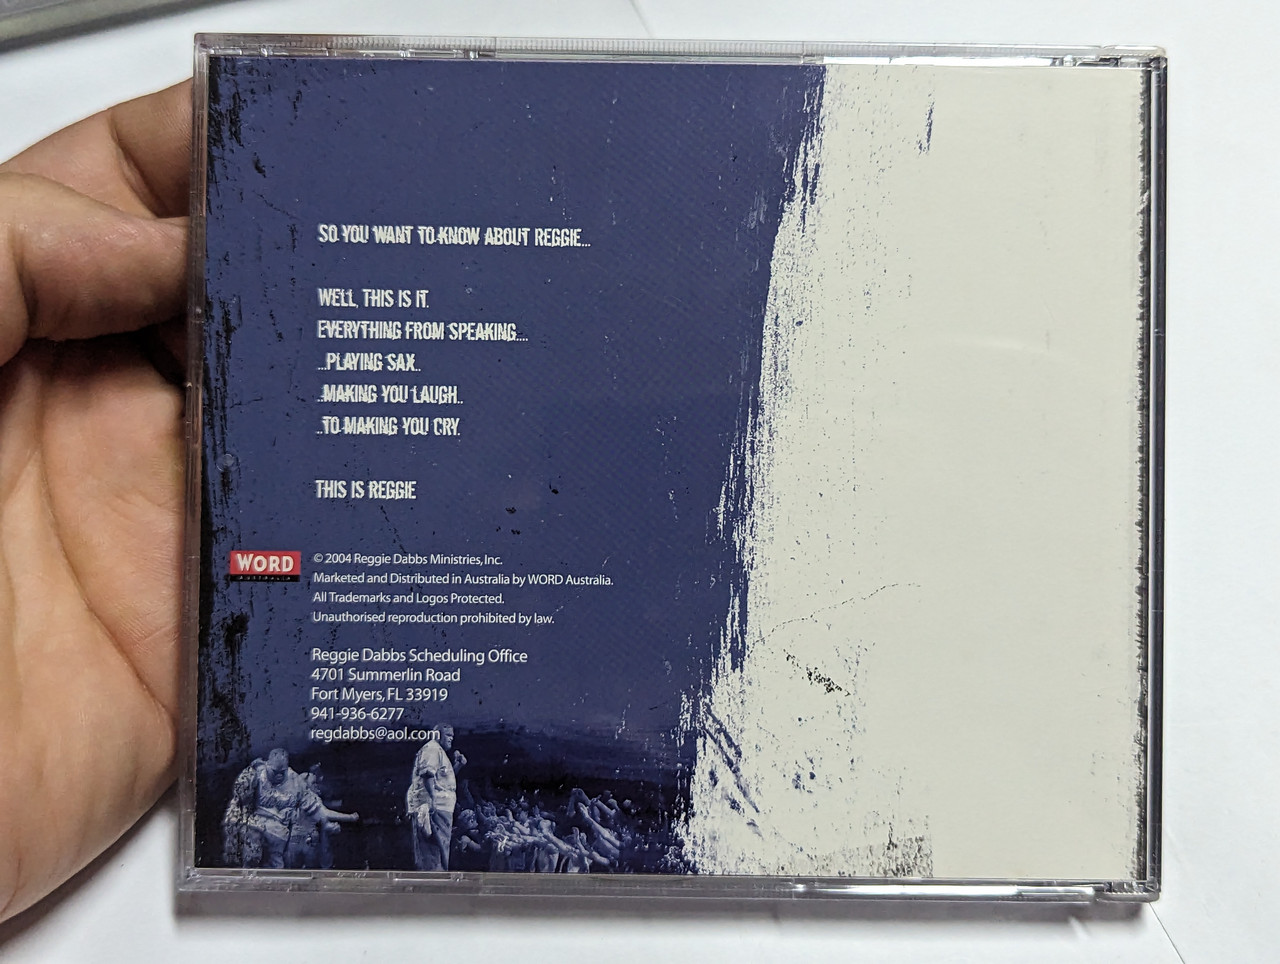 SO YOU WANT TO KNOW ABOUT REGGIE...
WELL, THIS IS IT.
EVERYTHING FROM SPEAKING....
...PLAYING SAX..
..MAKING YOU LAUGH..
..TO MAKING YOU CRY.
THIS IS REGGIE
WORD
AUSTRALIA
© 2004 Reggie Dabbs Ministries, Inc.
Marketed and Distributed in Australia by WORD Australia.
All Trademarks and Logos Protected.
Unauthorised reproduction prohibited by law.
Reggie Dabbs Scheduling Office
4701 Summerlin Road
Fort Myers, FL 33919
941-936-6277
regdabbs@aol.com